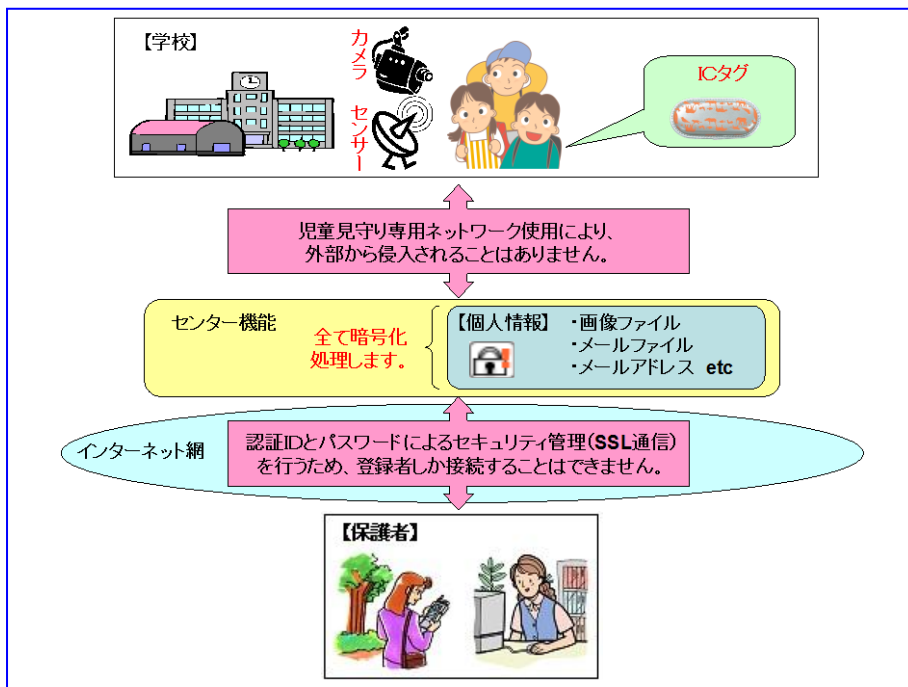 【学校】
カメラ
センサー
ICタグ
児童見守り専用ネットワーク使用により、
外部から侵入されることはありません。
センター機能
全て暗号化
処理します。
【個人情報】
・画像ファイル
・メールファイル
・メールアドレス etc
インターネット網
認証IDとパスワードによるセキュリティ管理(SSL通信)
を行うため、登録者しか接続することはできません。
【保護者】